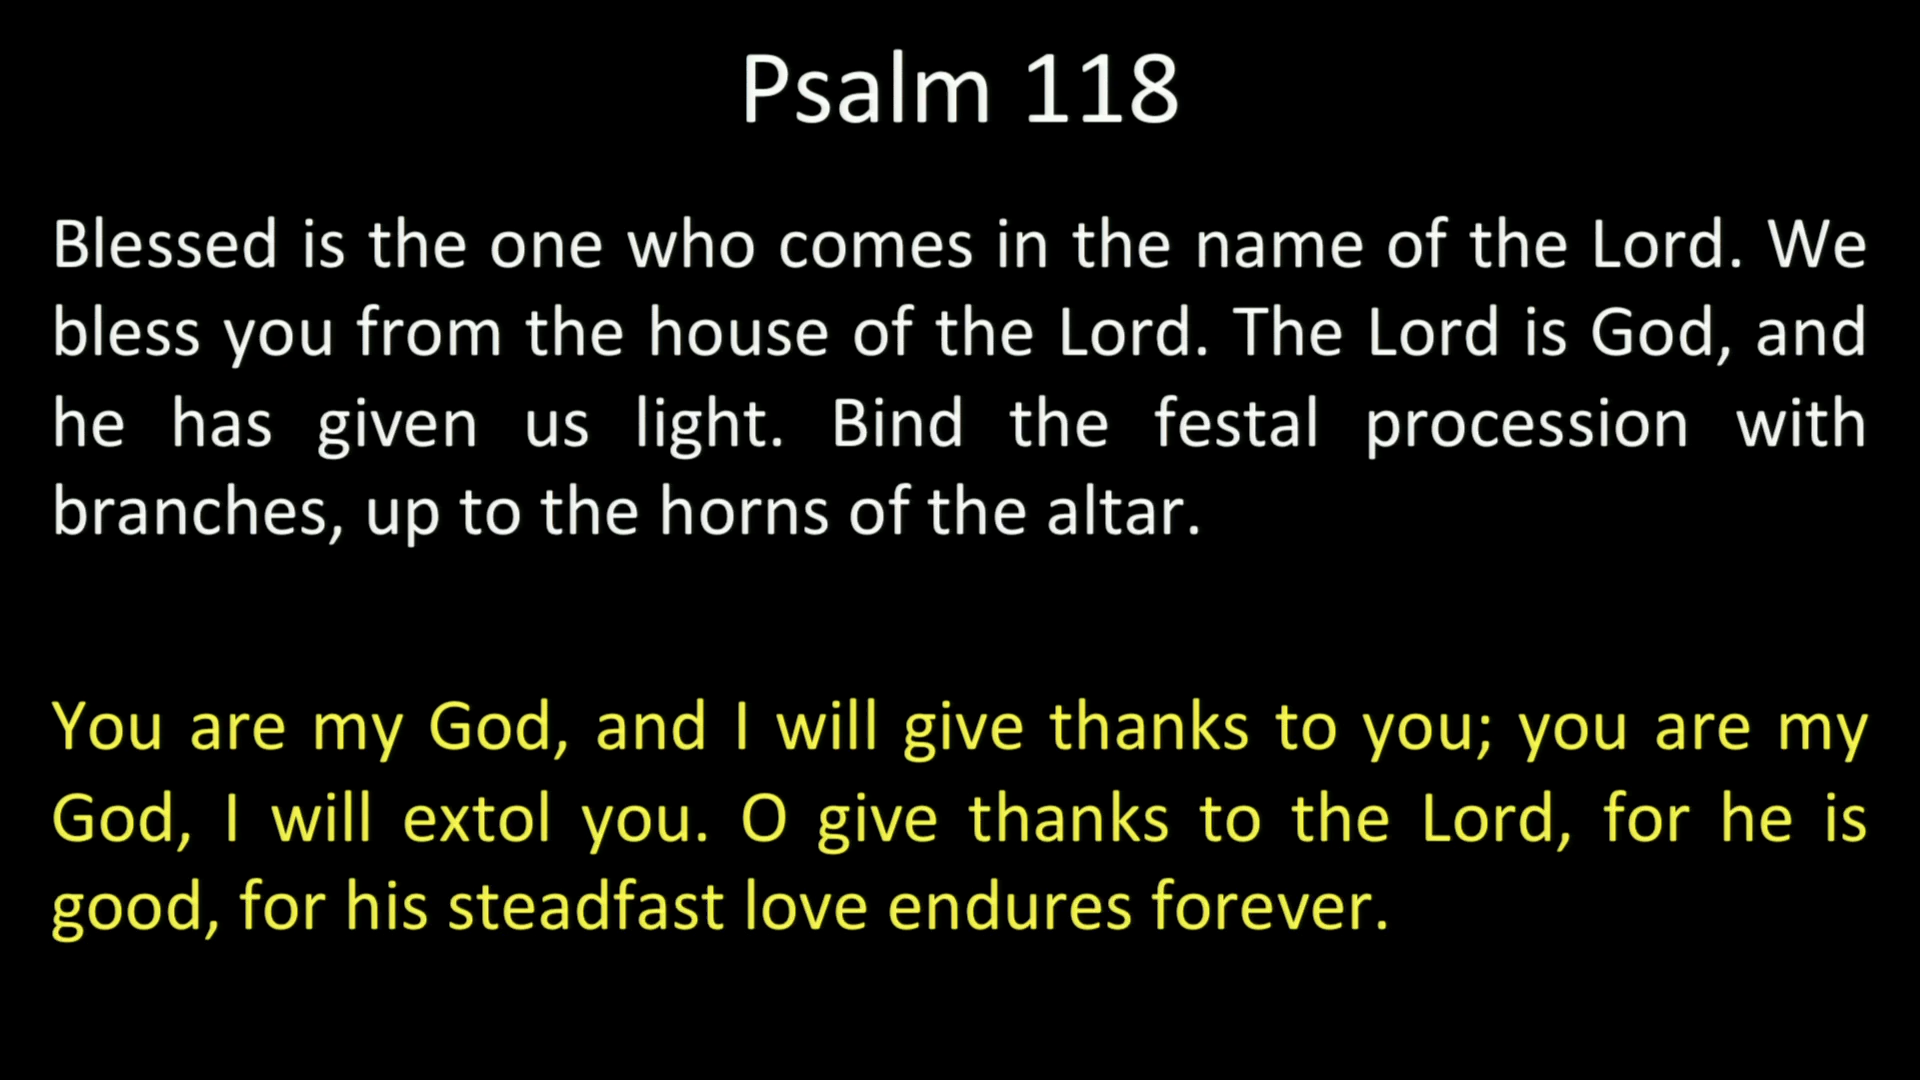 Psalm 118
Blessed is the one who comes in the name of the Lord. We
bless you from the house of the Lord. The Lord is God, and
he has given us light. Bind the festal procession with
branches, up to the horns of the altar.
You are my God, and I will give thanks to you; you are my
God, I will extol you. O give thanks to the Lord, for he is
good, for his steadfast love endures forever.